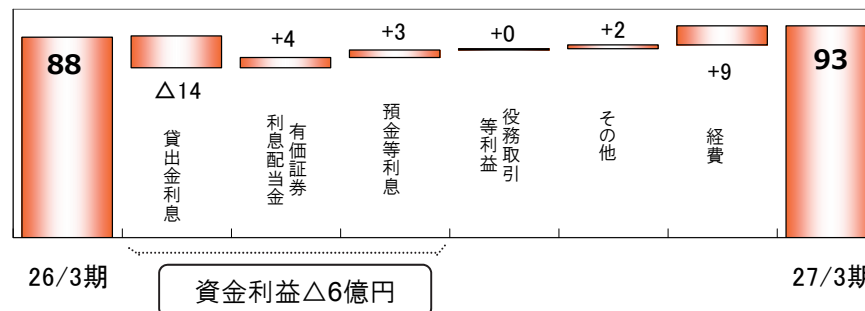 88
△14
+4
+3
+0
+2
+9
93
貸出金利息
有価証券
利息配当金
預金等利息
役務取引
等利益
その他
経費
26/3期
27/3期
資金利益△6億円